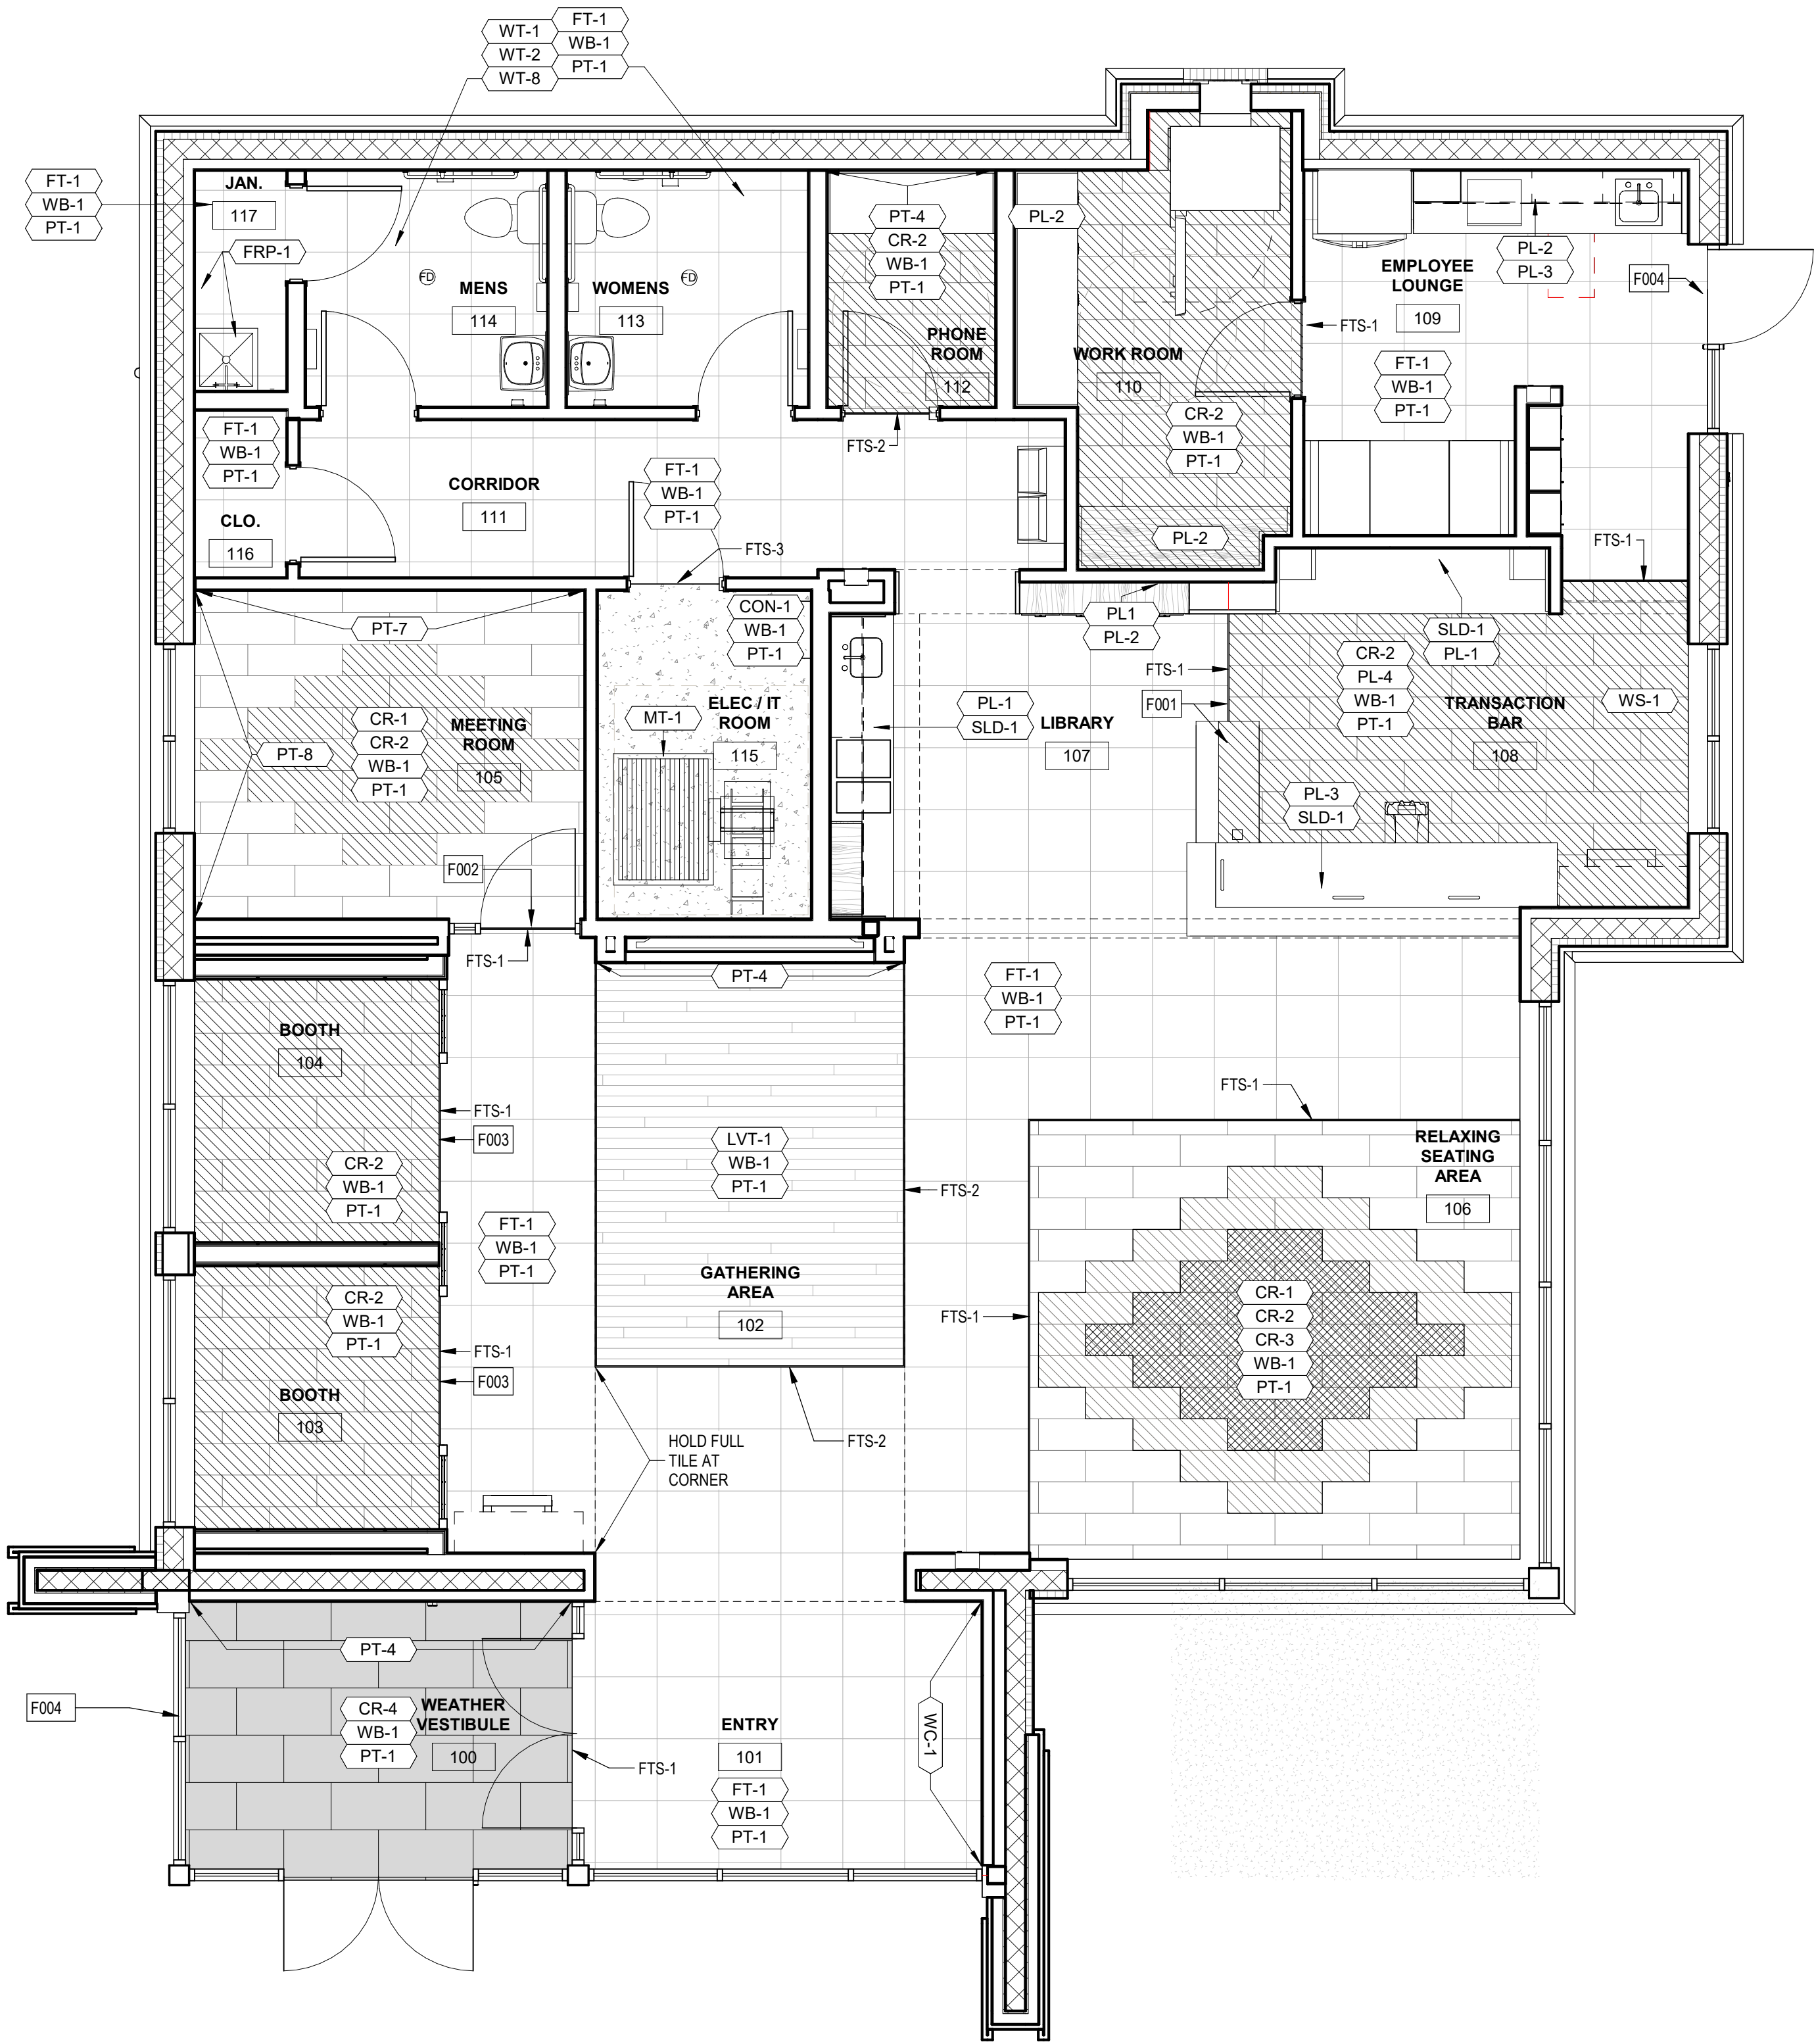 WT-1
FT-1
WT-2
WB-1
WT-8
PT-1
FT-1
WB-1
PT-1
JAN.
117
FRP-1
MENS
114
FD
WOMENS
113
FD
PT-4
CR-2
WB-1
PT-1
PHONE
ROOM
112
PL-2
WORK ROOM
110
CR-2
WB-1
PT-1
PL-2
EMPLOYEE
LOUNGE
109
FT-1
WB-1
PT-1
PL-2
PL-3
F004
FTS-1
FTS-1
FT-1
WB-1
PT-1
CLO.
116
CORRIDOR
111
FT-1
WB-1
PT-1
FTS-2
FTS-3
PT-7
PT-8
CR-1
CR-2
WB-1
PT-1
MEETING
ROOM
105
F002
FTS-1
CON-1
WB-1
PT-1
MT-1
ELEC / IT
ROOM
115
PL-1
SLD-1
LIBRARY
107
PL1
PL-2
FTS-1
F001
SLD-1
PL-1
CR-2
PL-4
WB-1
PT-1
TRANSACTION
BAR
108
WS-1
PL-3
SLD-1
PT-4
FT-1
WB-1
PT-1
BOOTH
104
FTS-1
F003
CR-2
WB-1
PT-1
FT-1
WB-1
PT-1
LVT-1
WB-1
PT-1
FTS-2
GATHERING
AREA
102
FTS-1
RELAXING
SEATING
AREA
106
FTS-1
CR-1
CR-2
CR-3
WB-1
PT-1
CR-2
WB-1
PT-1
FTS-1
F003
BOOTH
103
HOLD FULL
TILE AT
CORNER
FTS-2
PT-4
F004
CR-4
WB-1
PT-1
WEATHER
VESTIBULE
100
FTS-1
ENTRY
101
FT-1
WB-1
PT-1
WC-1